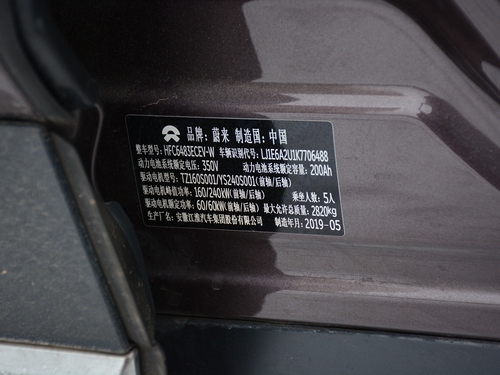 品牌：蔚来 制造国：中国
整车型号：HFC6483ECEV-W 车辆识别代号：LJ1E6A2U1K7706488
动力电池系统额定电压：350V 动力电池系统额定容量：200Ah
驱动电机型号：TZ160S001/YS240S001(前轴/后轴)
驱动电机峰值功率：160/240kW(前轴/后轴) 乘坐人数：5人
驱动电机额定功率：60/60kW(前轴/后轴) 最大允许总质量：2820kg
生产厂名：安徽江淮汽车集团股份有限公司 制造年月：2019-05